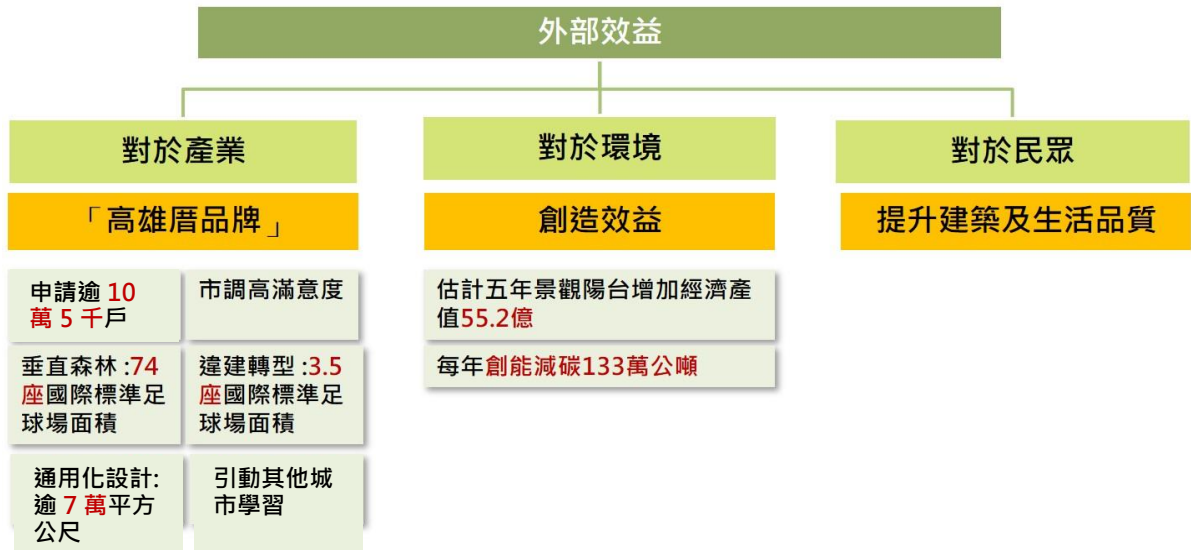 外部效益
對於產業
對於環境
對於民眾
「高雄厝品牌」
創造效益
提升建築及生活品質
申請逾 10
萬 5 千戶
市調高滿意度
垂直森林 :74
座國際標準足
球場面積
違建轉型 :3.5
座國際標準足
球場面積
通用化設計:
逾 7 萬平方
公尺
引動其他城
市學習
估計五年景觀陽台增加經濟產
值55.2億
每年創能減碳133萬公噸